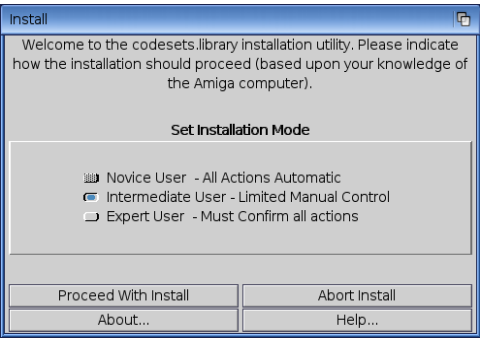 Install
Welcome to the codesets.library installation utility. Please indicate
how the installation should proceed (based upon your knowledge of
the Amiga computer).
Set Installation Mode
Novice User - All Actions Automatic
Intermediate User - Limited Manual Control
Expert User - Must Confirm all actions
Proceed With Install
Abort Install
About...
Help...